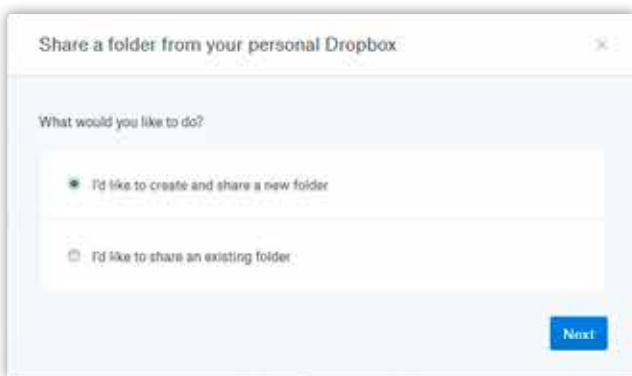 Share a folder from your personal Dropbox
What would you like to do?
I'd like to create and share a new folder
I'd like to share an existing folder
Next